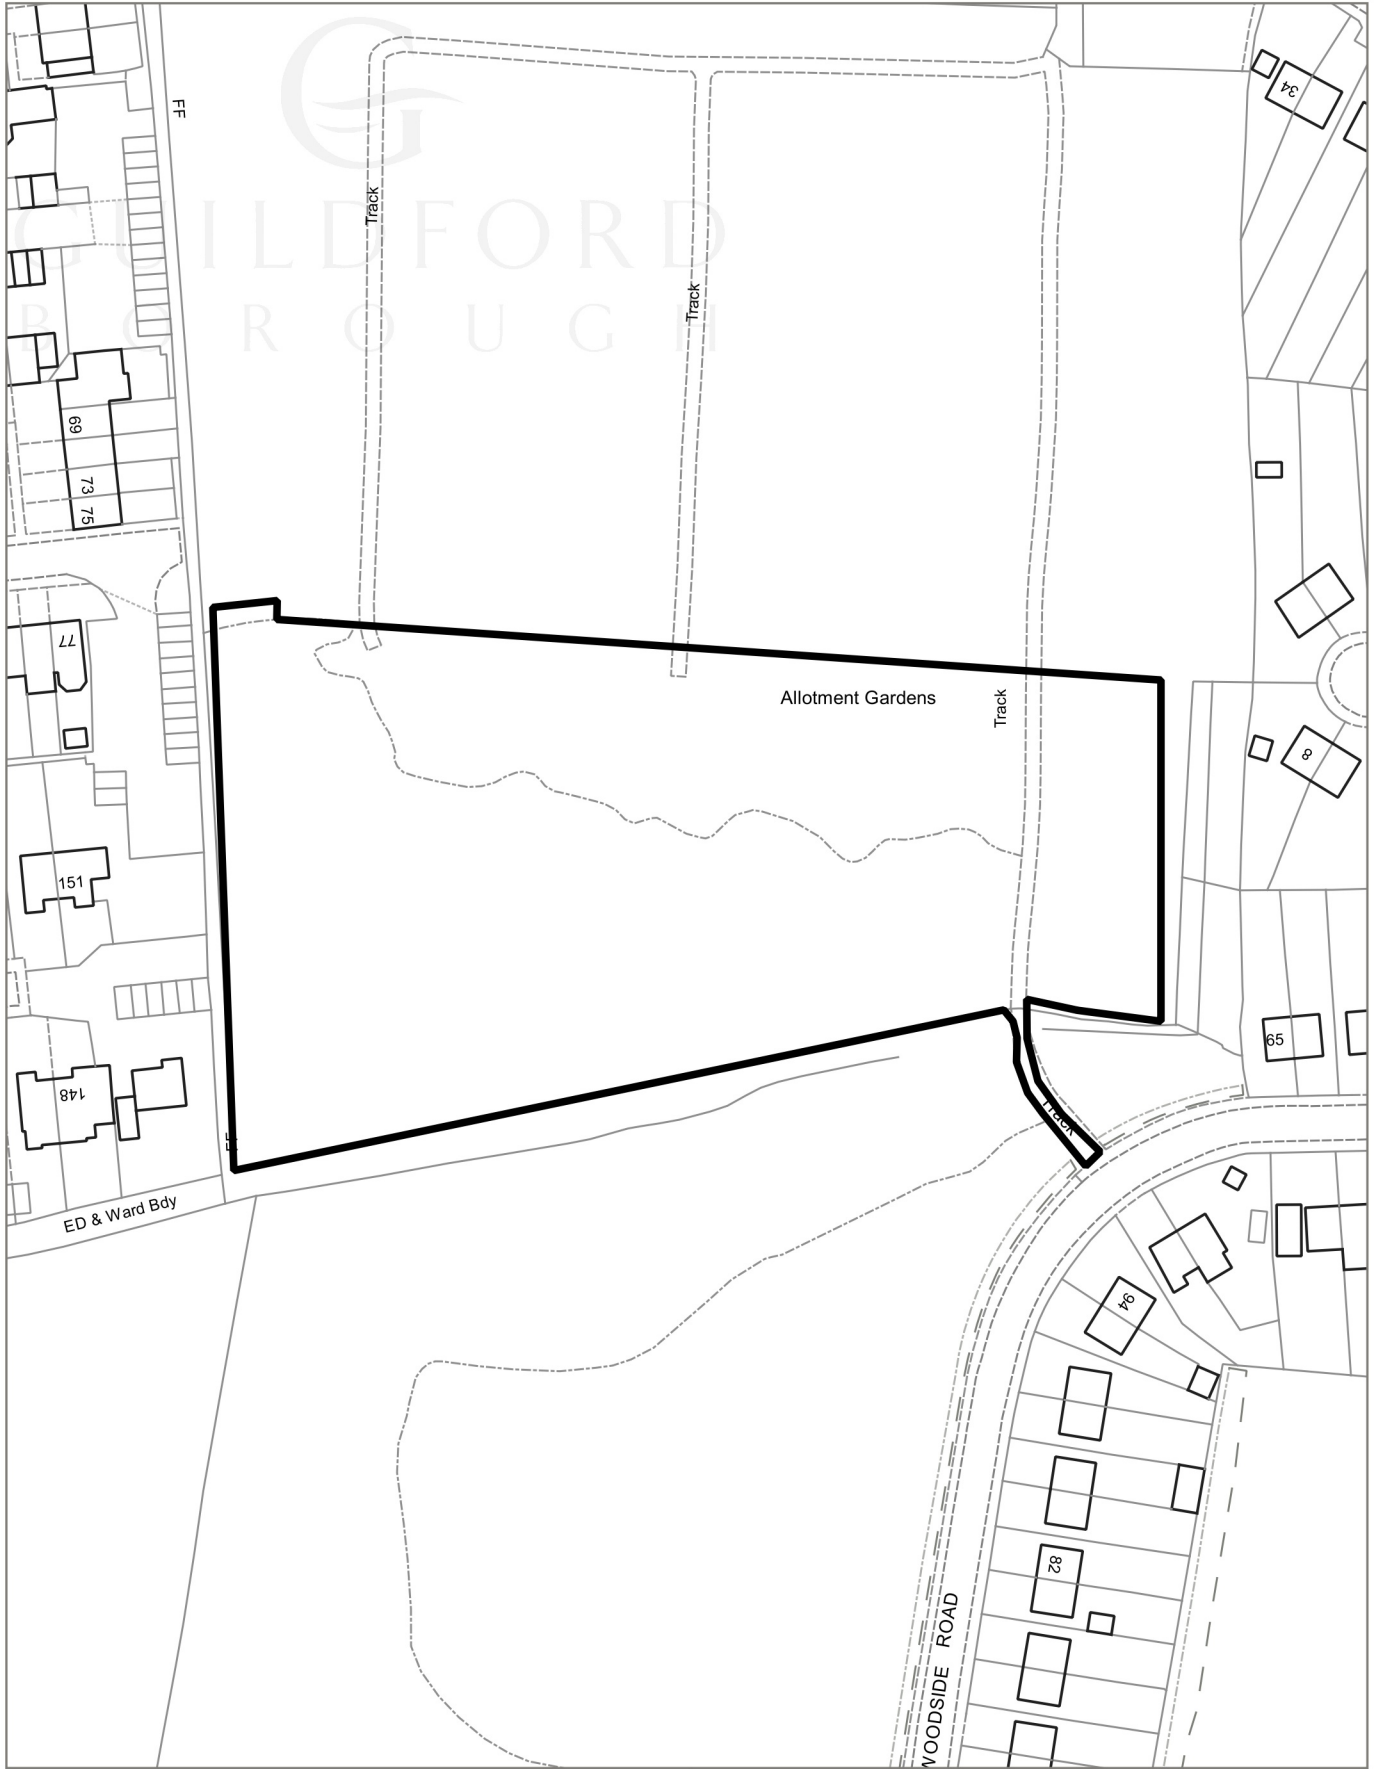 34
FF
Track
GUILDFORD
BOROUGH
Track
69
73
75
77
Allotment Gardens
Track
8
151
65
148
Track
FF
ED & Ward Bdy
94
82
WOODSIDE ROAD